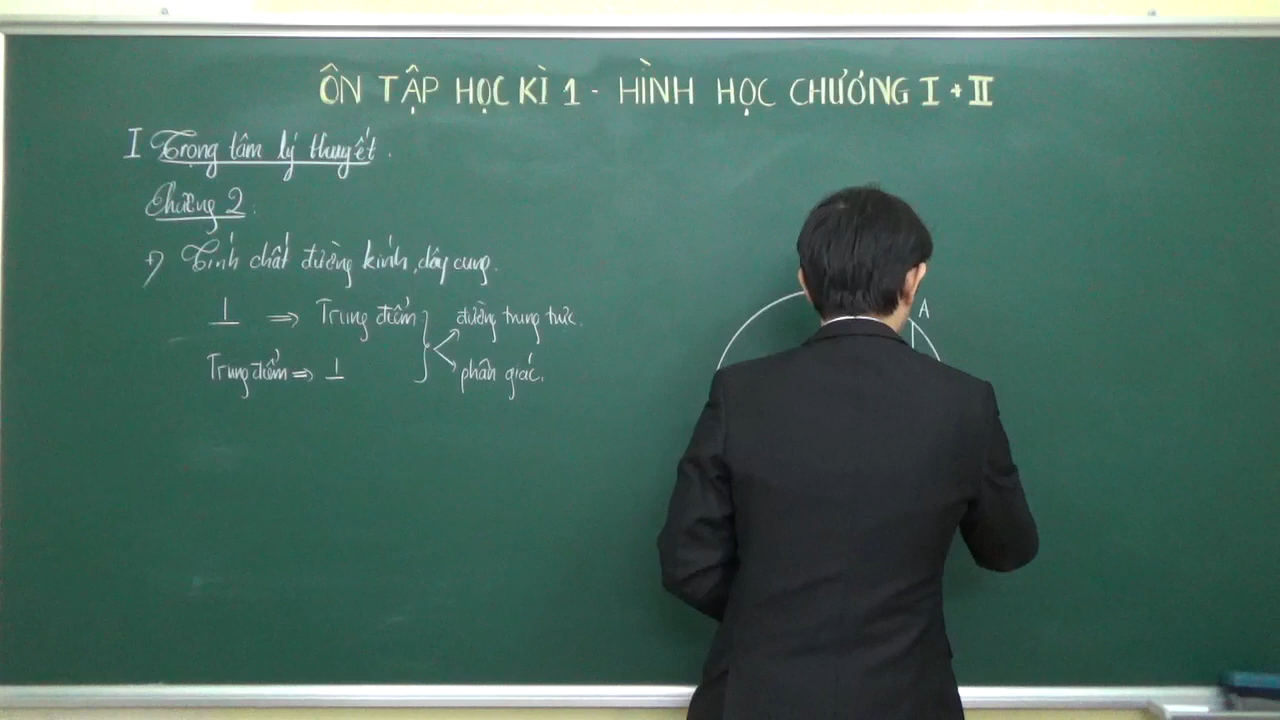 ÔN TẬP HỌC KÌ 1 - HÌNH HỌC CHƯƠNG I + II
I Trọng tâm lý thuyết.
Chương 2:
+) Tính chất đường kính, dây cung.
⊥ ⇒ Trung điểm } đường trung trực.
Trung điểm ⇒ ⊥ phân giác.
A